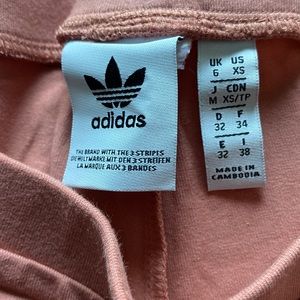 adidas
THE BRAND WITH THE 3 STRIPES
DIE WELTMARKE MIT DEN 3 STREIFEN
LA MARQUE AUX 3 BANDES
UK US
6 XS
J CDN
M XS/TP
D F
32 34
E I
32 38
MADE IN
CAMBODIA